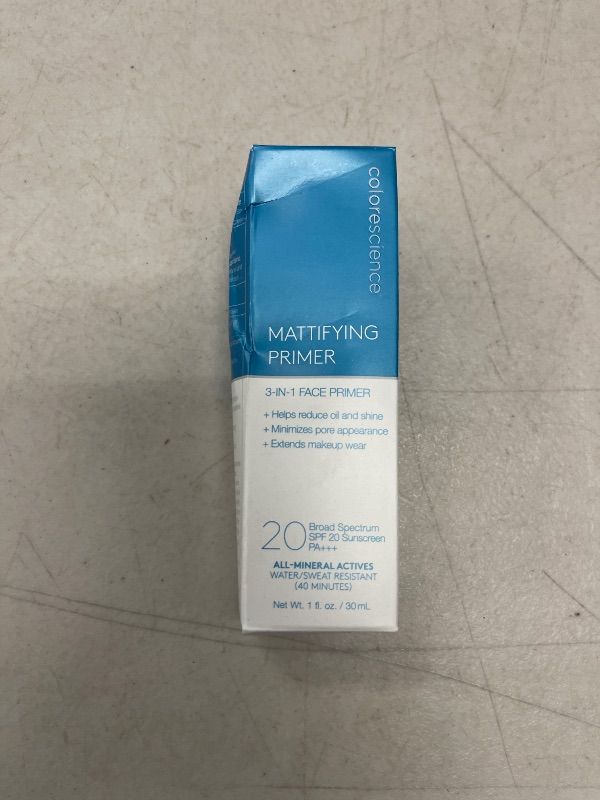 colorescience
MATTIFYING
PRIMER
3-IN-1 FACE PRIMER
+ Helps reduce oil and shine
+ Minimizes pore appearance
+ Extends makeup wear
20
Broad Spectrum
SPF 20 Sunscreen
PA+++
ALL-MINERAL ACTIVES
WATER/SWEAT RESISTANT
(40 MINUTES)
Net Wt. 1 fl. oz. / 30 mL